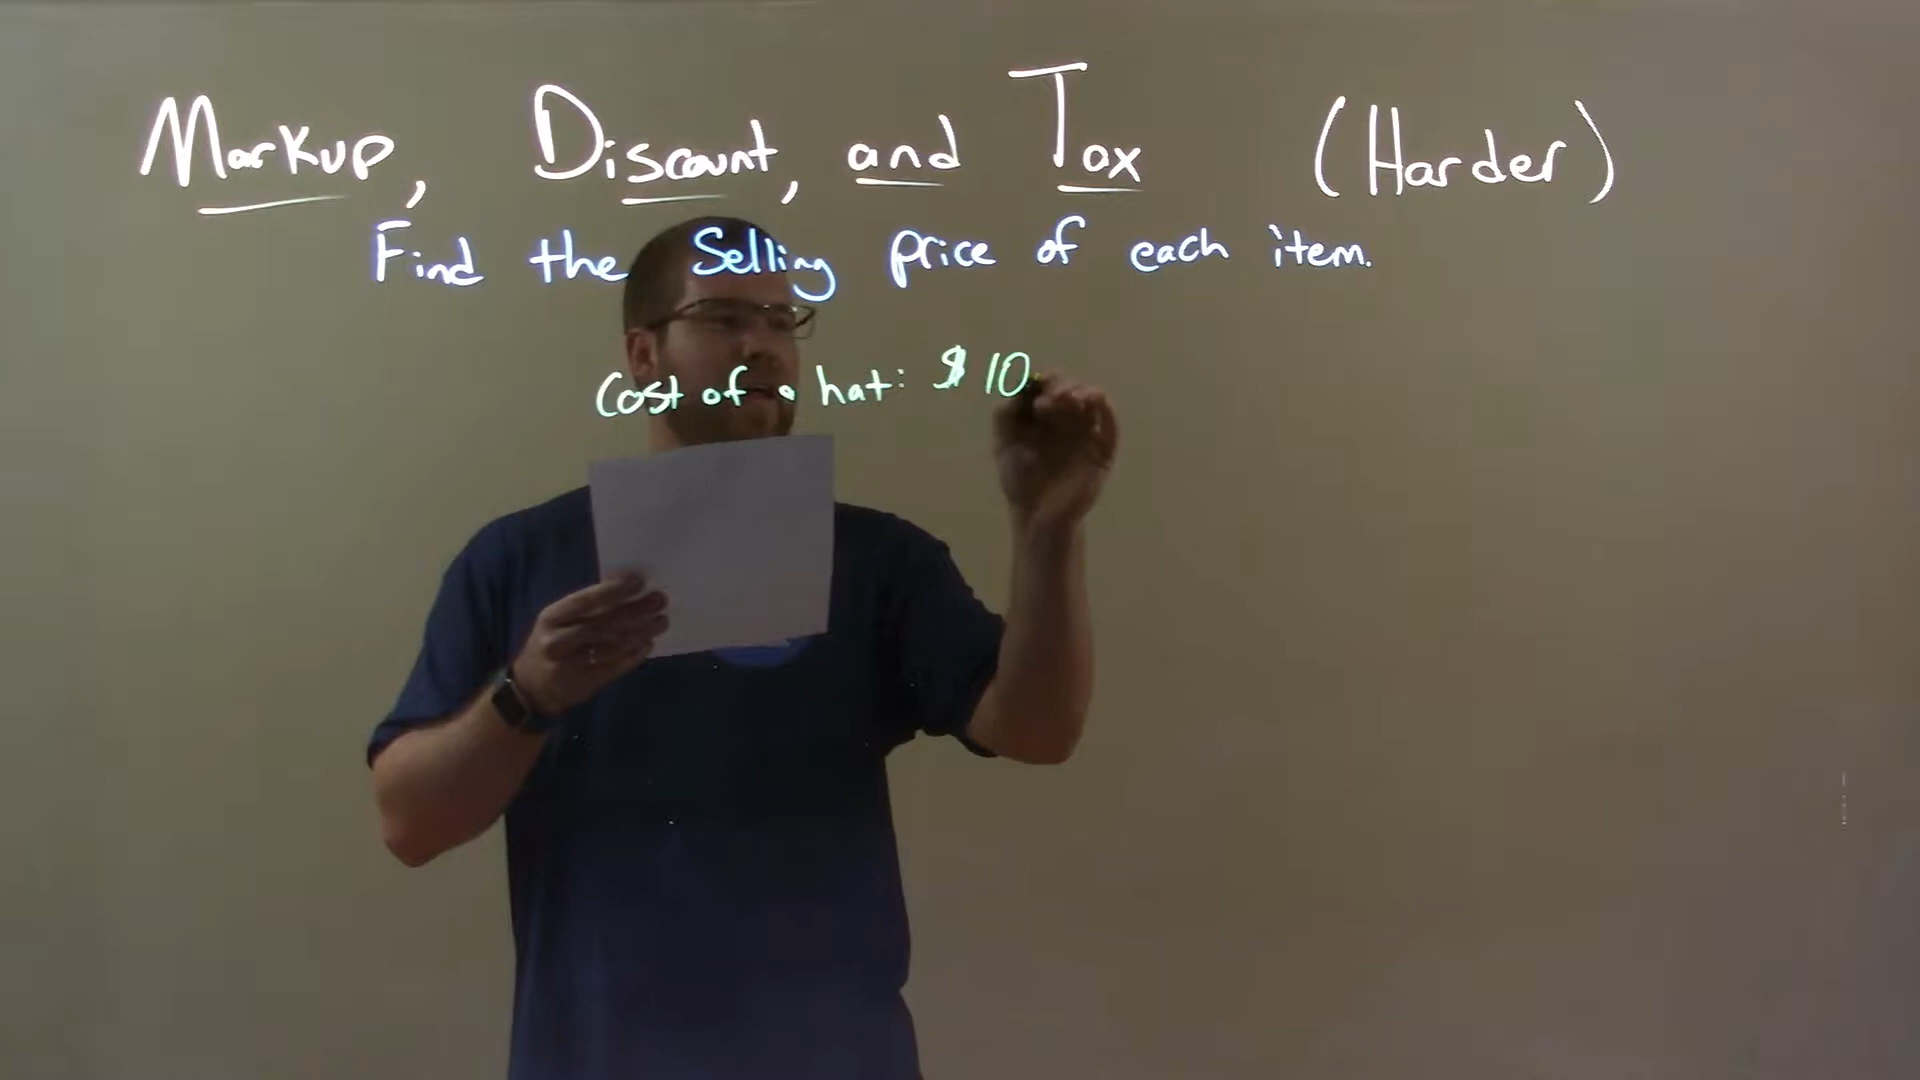 Markup, Discount, and Tax (Harder)
Find the Selling price of each item.
Cost of a hat: $10